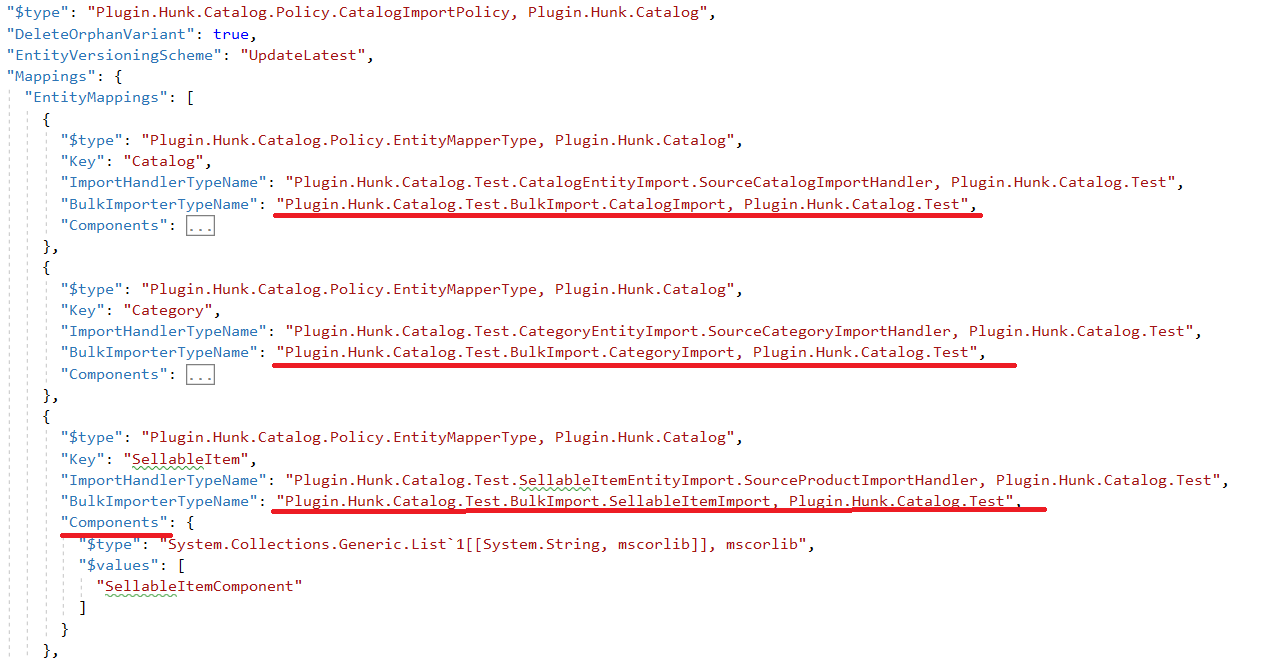 "$type": "Plugin.Hunk.Catalog.Policy.CatalogImportPolicy, Plugin.Hunk.Catalog",
"DeleteOrphanVariant": true,
"EntityVersioningScheme": "UpdateLatest",
"Mappings": {
"EntityMappings": [
{
"$type": "Plugin.Hunk.Catalog.Policy.EntityMapperType, Plugin.Hunk.Catalog",
"Key": "Catalog",
"ImportHandlerTypeName": "Plugin.Hunk.Catalog.Test.CatalogEntityImport.SourceCatalogImportHandler, Plugin.Hunk.Catalog.Test",
"BulkImporterTypeName": "Plugin.Hunk.Catalog.Test.BulkImport.CatalogImport, Plugin.Hunk.Catalog.Test",
"Components": ...
},
{
"$type": "Plugin.Hunk.Catalog.Policy.EntityMapperType, Plugin.Hunk.Catalog",
"Key": "Category",
"ImportHandlerTypeName": "Plugin.Hunk.Catalog.Test.CategoryEntityImport.SourceCategoryImportHandler, Plugin.Hunk.Catalog.Test",
"BulkImporterTypeName": "Plugin.Hunk.Catalog.Test.BulkImport.CategoryImport, Plugin.Hunk.Catalog.Test",
"Components": ...
},
{
"$type": "Plugin.Hunk.Catalog.Policy.EntityMapperType, Plugin.Hunk.Catalog",
"Key": "SellableItem",
"ImportHandlerTypeName": "Plugin.Hunk.Catalog.Test.SellableItemEntityImport.SourceProductImportHandler, Plugin.Hunk.Catalog.Test",
"BulkImporterTypeName": "Plugin.Hunk.Catalog.Test.BulkImport.SellableItemImport, Plugin.Hunk.Catalog.Test",
"Components": {
"$type": "System.Collections.Generic.List`1[[System.String, mscorlib]], mscorlib",
"$values": [
"SellableItemComponent"
]
}
},